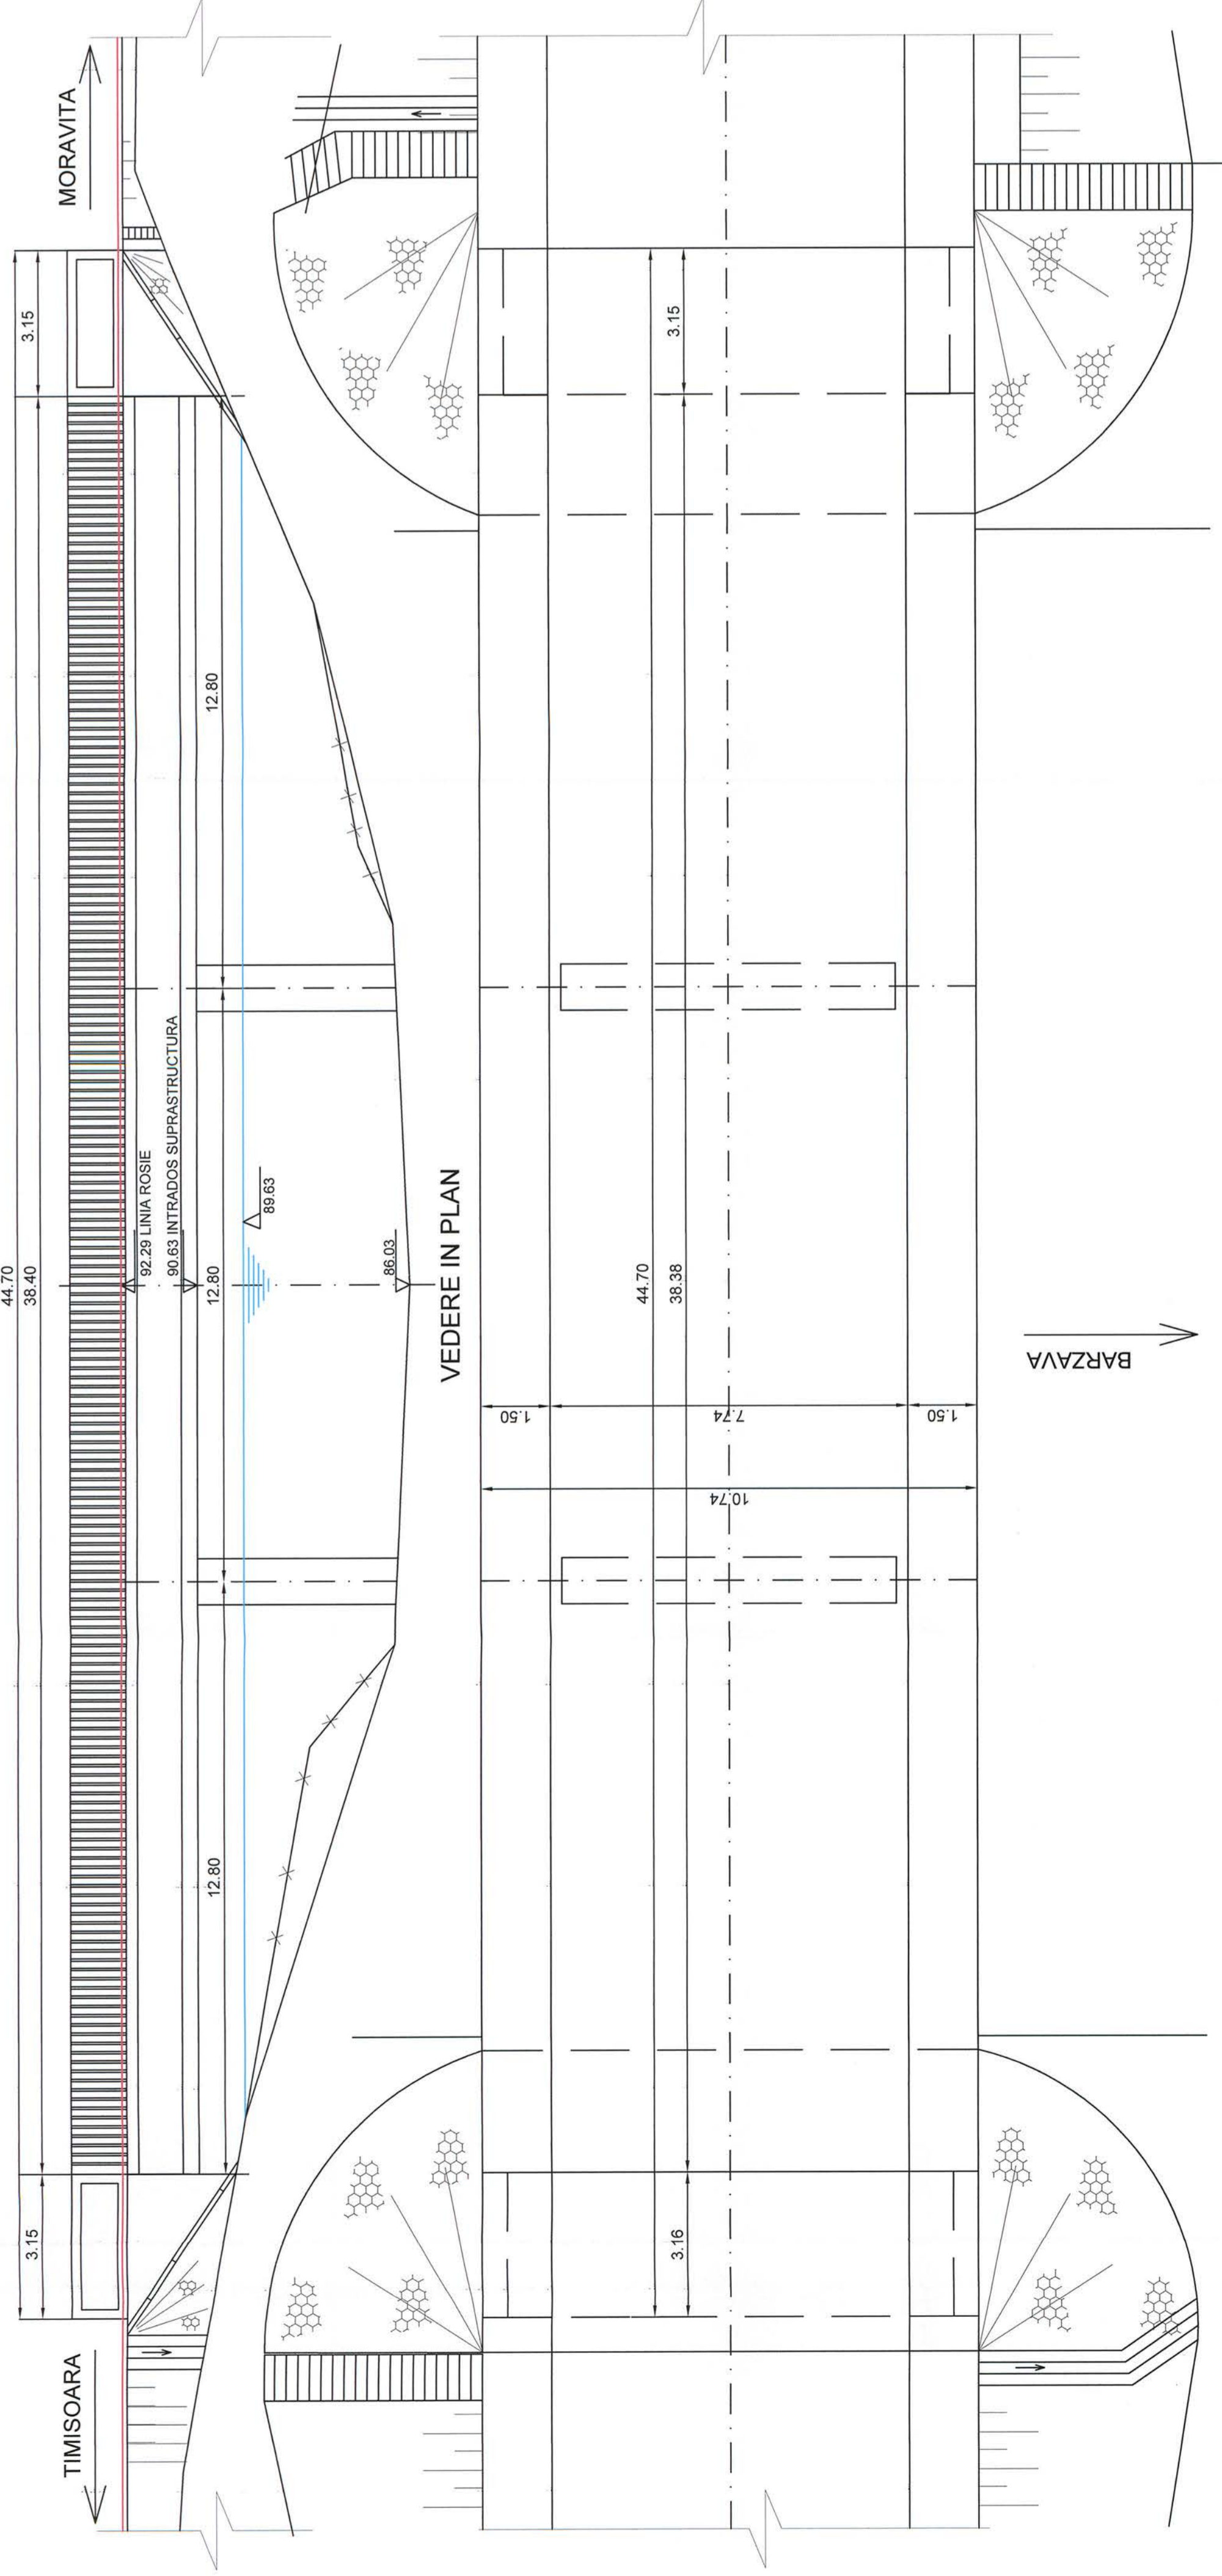 TIMISOARA
MORAVITA
44.70
3.15
38.40
3.15
92.29 LINIA ROSIE
90.63 INTRADOS SUPRASTRUCTURA
12.80
12.80
12.80
89.63
86.03
VEDERE IN PLAN
1.50
44.70
3.16
38.38
3.15
7.74
10.74
1.50
BARZAVA